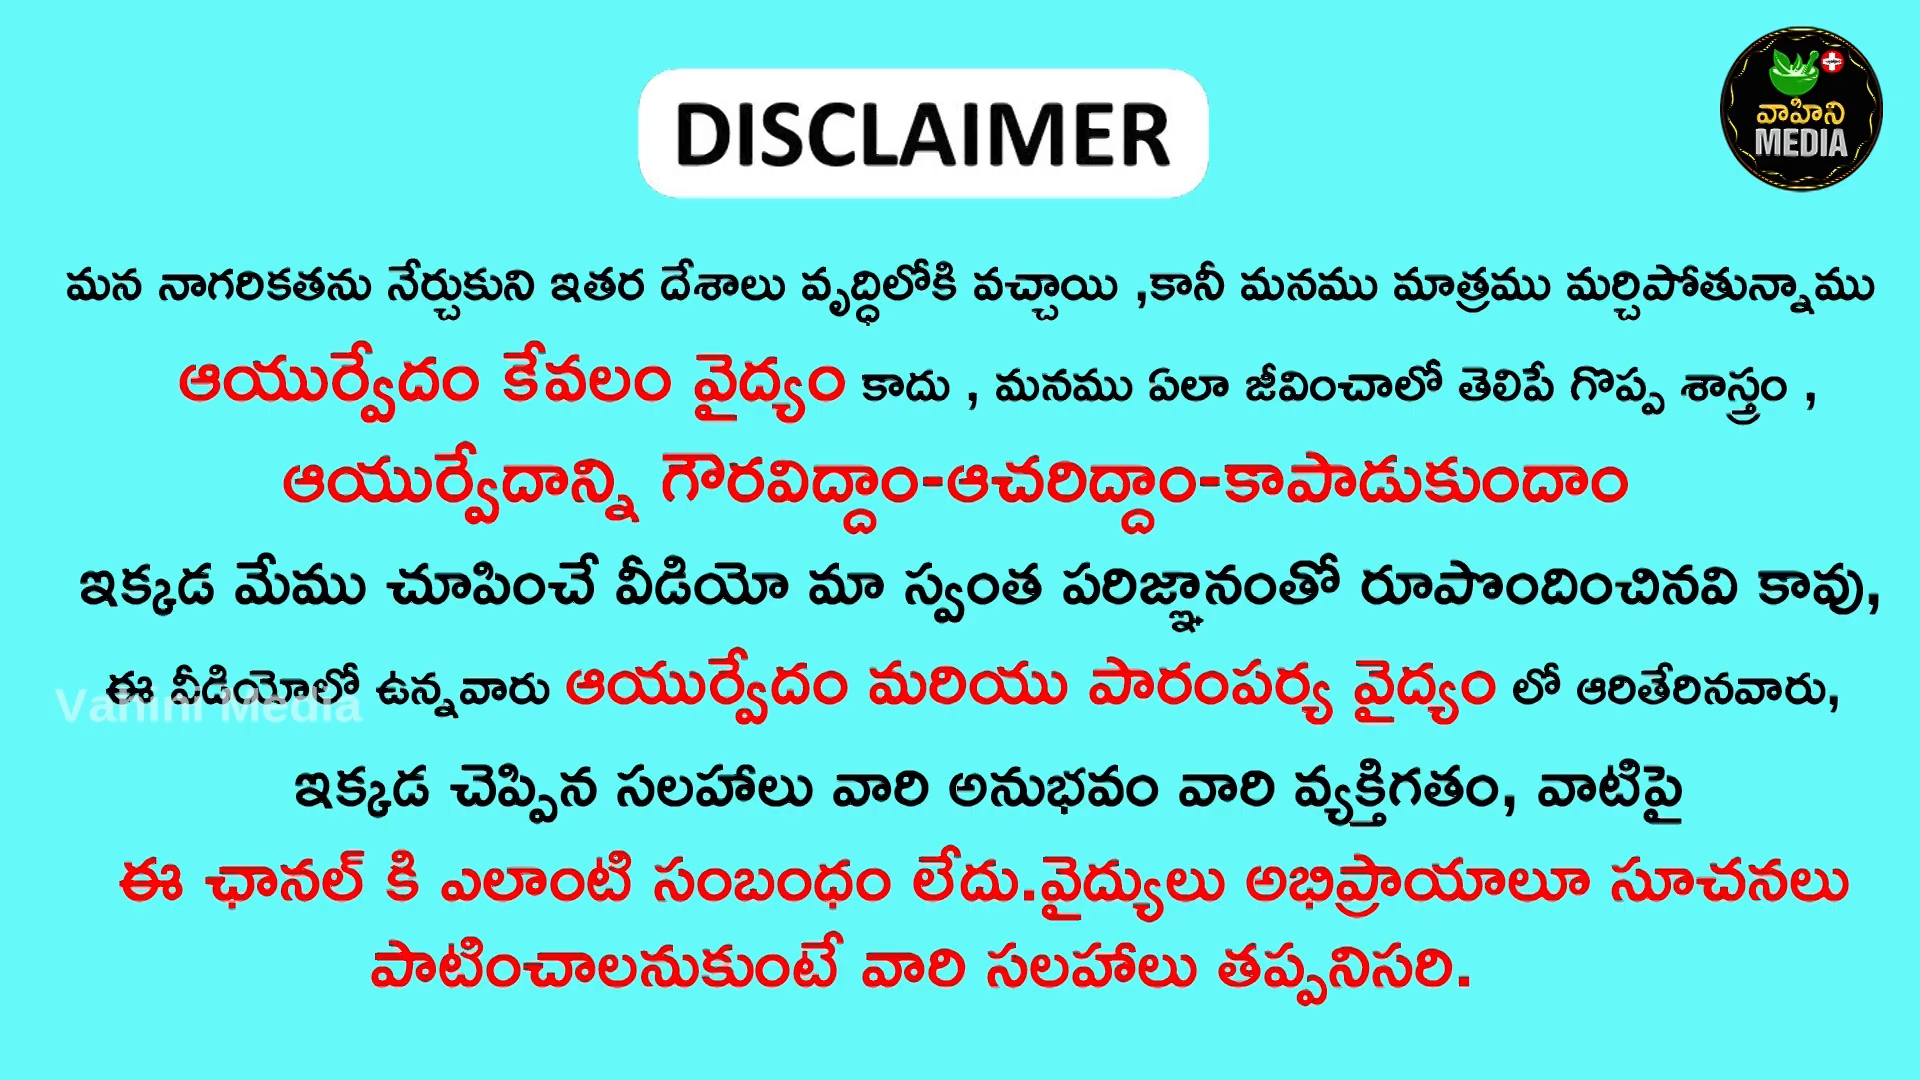 DISCLAIMER
వాహిని
MEDIA
మన నాగరికతను నేర్చుకుని ఇతర దేశాలు వృద్ధిలోకి వచ్చాయి ,కానీ మనము మాత్రము మర్చిపోతున్నాము
ఆయుర్వేదం కేవలం వైద్యం కాదు , మనము ఏలా జీవించాలో తెలిపే గొప్ప శాస్త్రం ,
ఆయుర్వేదాన్ని గౌరవిద్దాం-ఆచరిద్దాం-కాపాడుకుందాం
ఇక్కడ మేము చూపించే వీడియో మా స్వంత పరిజ్ఞానంతో రూపొందించినవి కావు,
ఈ వీడియోలో ఉన్నవారు ఆయుర్వేదం మరియు పారంపర్య వైద్యం లో ఆరితేరినవారు,
Vahini Media
ఇక్కడ చెప్పిన సలహాలు వారి అనుభవం వారి వ్యక్తిగతం, వాటిపై
ఈ ఛానల్ కి ఎలాంటి సంబంధం లేదు.వైద్యులు అభిప్రాయాలూ సూచనలు
పాటించాలనుకుంటే వారి సలహాలు తప్పనిసరి.